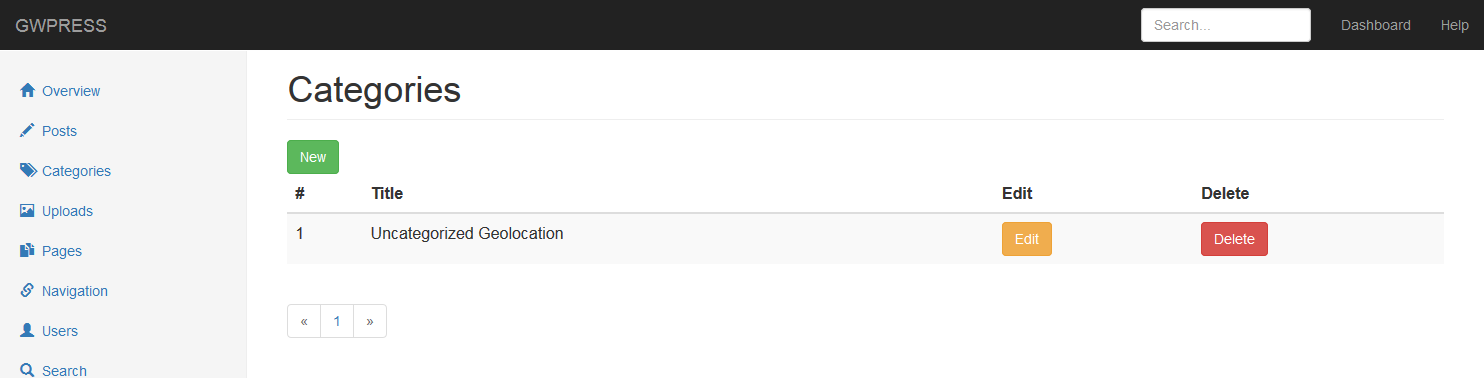 GWPRESS Search... Dashboard Help
Overview
Posts
Categories
Uploads
Pages
Navigation
Users
Search
Categories
New
# Title Edit Delete
1 Uncategorized Geolocation Edit Delete
« 1 »